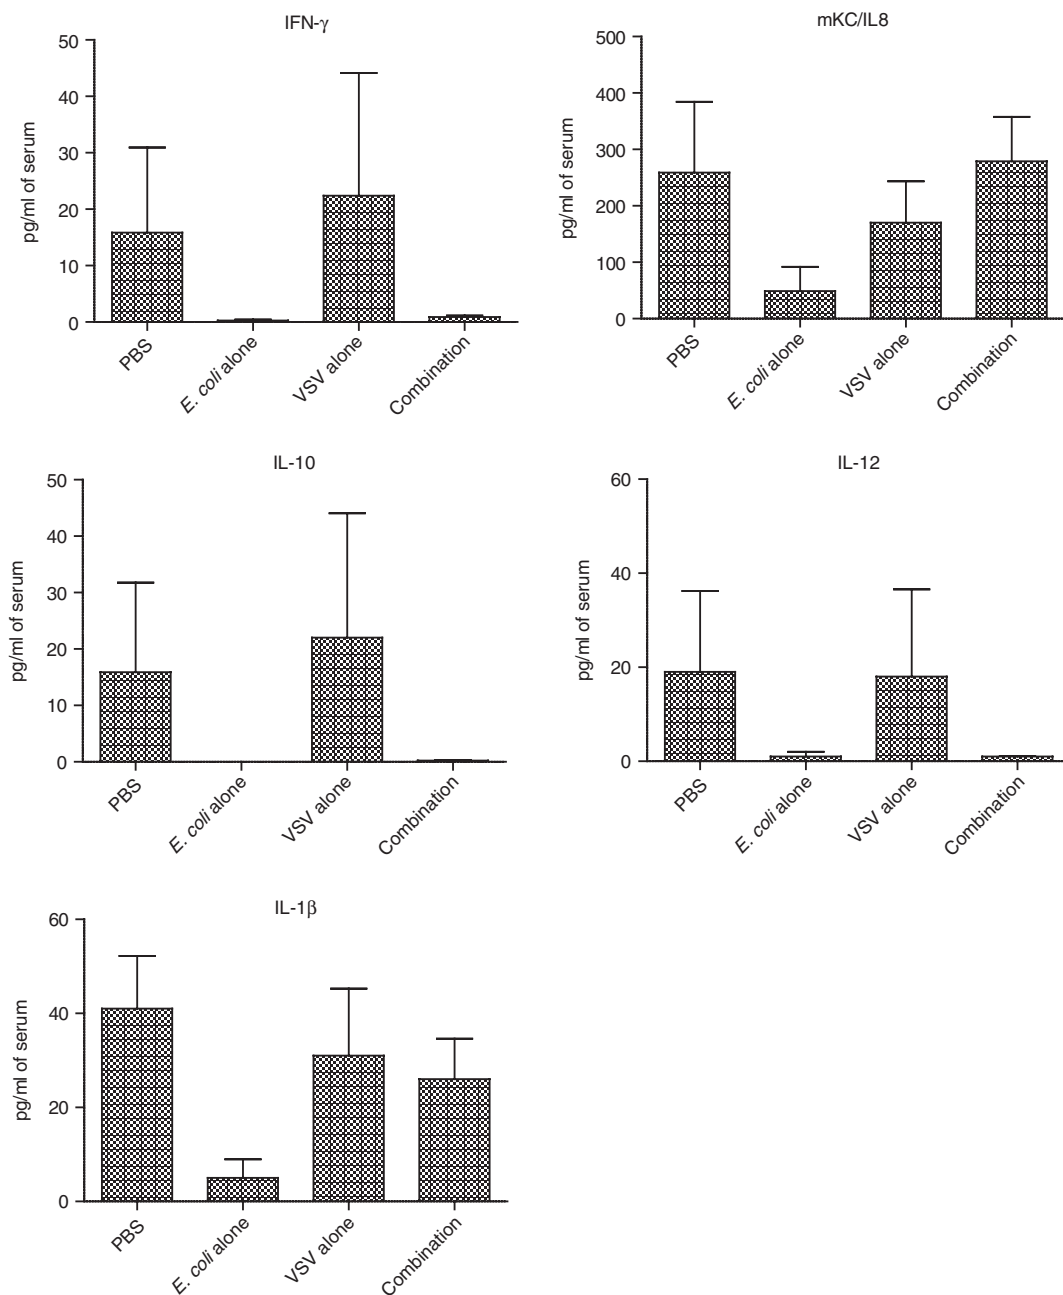 IFN-γ
50
40
30
20
10
0
pg/ml of serum
PBS
E. coli alone
VSV alone
Combination
mKC/IL8
500
400
300
200
100
0
pg/ml of serum
PBS
E. coli alone
VSV alone
Combination
IL-10
50
40
30
20
10
0
pg/ml of serum
PBS
E. coli alone
VSV alone
Combination
IL-12
60
40
20
0
pg/ml of serum
PBS
E. coli alone
VSV alone
Combination
IL-1β
60
40
20
0
pg/ml of serum
PBS
E. coli alone
VSV alone
Combination